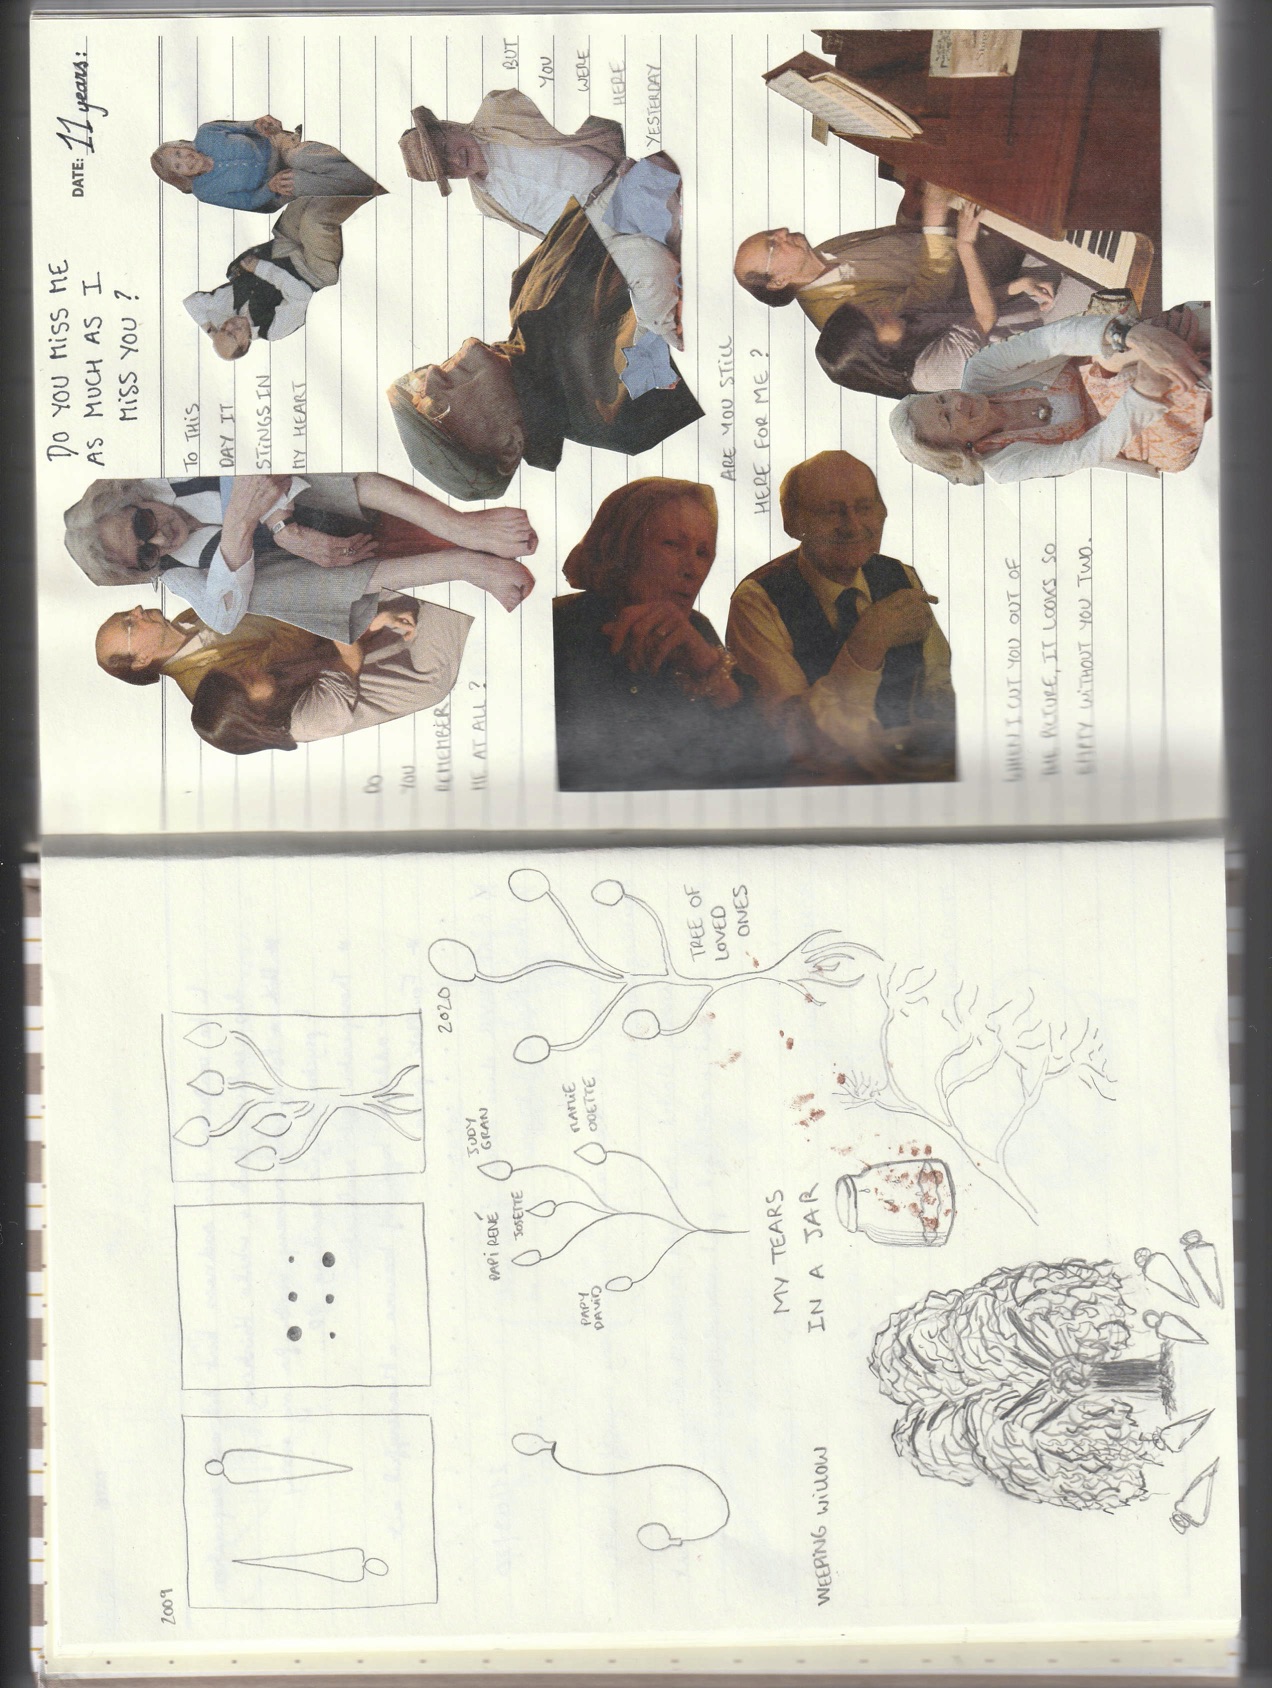 2009
2020
PAPI RENÉ
JUDY
GRAN
JOSETTE
PAPY
DAVID
MAMIE
ODETTE
TREE OF
LOVED
ONES
MY TEARS
IN A JAR
WEEPING WILLOW
DO YOU MISS ME
AS MUCH AS I
MISS YOU ?
DATE: 11 years:
TO THIS
DAY IT
STINGS IN
MY HEART
DO
YOU
REMEMBER
ME AT ALL ?
BUT
YOU
WERE
HERE
YESTERDAY
ARE YOU STILL
HERE FOR ME ?
WHEN I CUT YOU OUT OF
THE PICTURE, IT LOOKS SO
EMPTY WITHOUT YOU TWO.